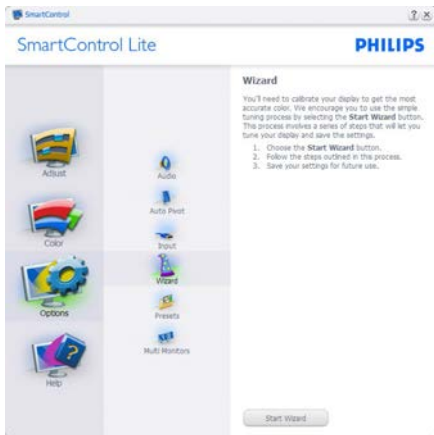 SmartControl
? X
SmartControl Lite
PHILIPS
Adjust
Color
Options
Help
Audio
Auto Pivot
Input
Wizard
Presets
Multi Monitors
Wizard
You'll need to calibrate your display to get the most
accurate color. We encourage you to use the simple
tuning process by selecting the Start Wizard button.
This process involves a series of steps that will let you
tune your display and save the settings.
1. Choose the Start Wizard button.
2. Follow the steps outlined in this process.
3. Save your settings for future use.
Start Wizard